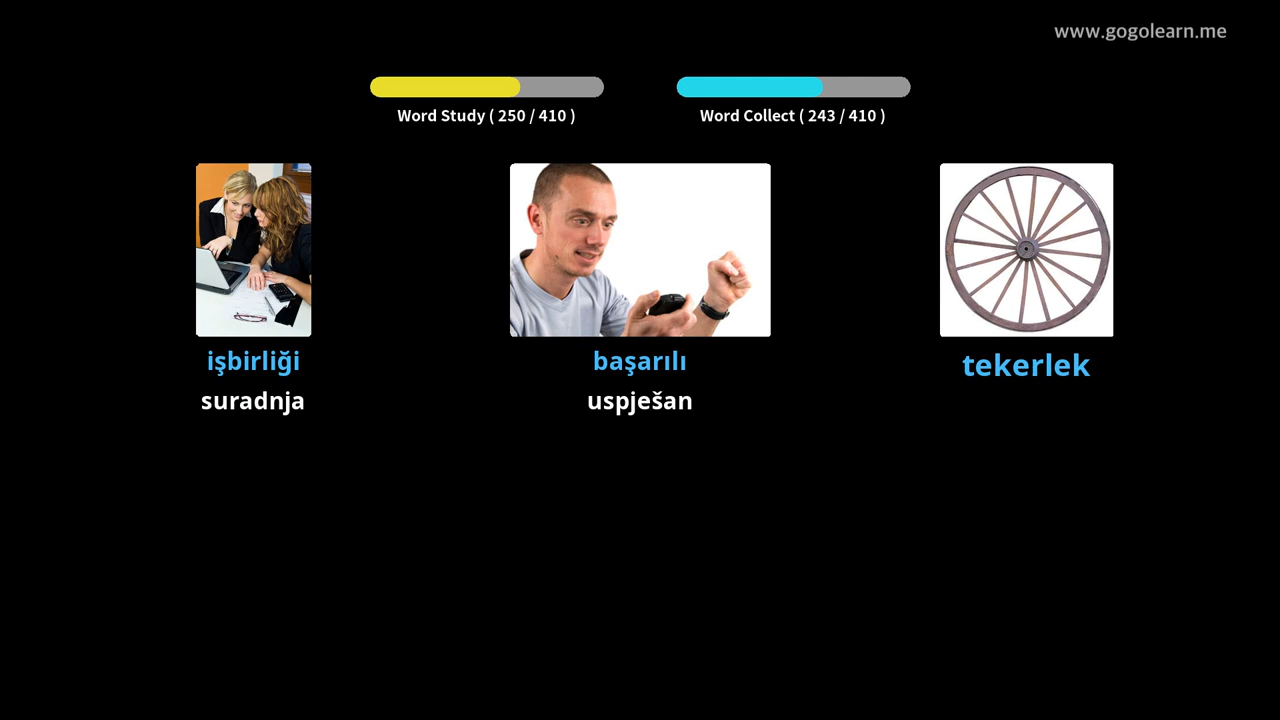 www.gogolearn.me
Word Study ( 250 / 410 )
Word Collect ( 243 / 410 )
işbirliği
suradnja
başarılı
uspješan
tekerlek